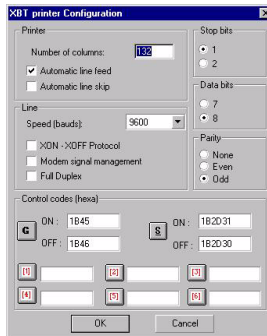 XBT printer Configuration
Printer
Number of columns: 132
Automatic line feed
Automatic line skip
Stop bits
1
2
Data bits
7
8
Line
Speed (bauds): 9600
XON - XOFF Protocol
Modem signal management
Full Duplex
Parity
None
Even
Odd
Control codes (hexa)
G ON : 1B45
OFF : 1B46
S ON : 1B2D31
OFF : 1B2D30
[1] [2] [3]
[4] [5] [6]
OK Cancel